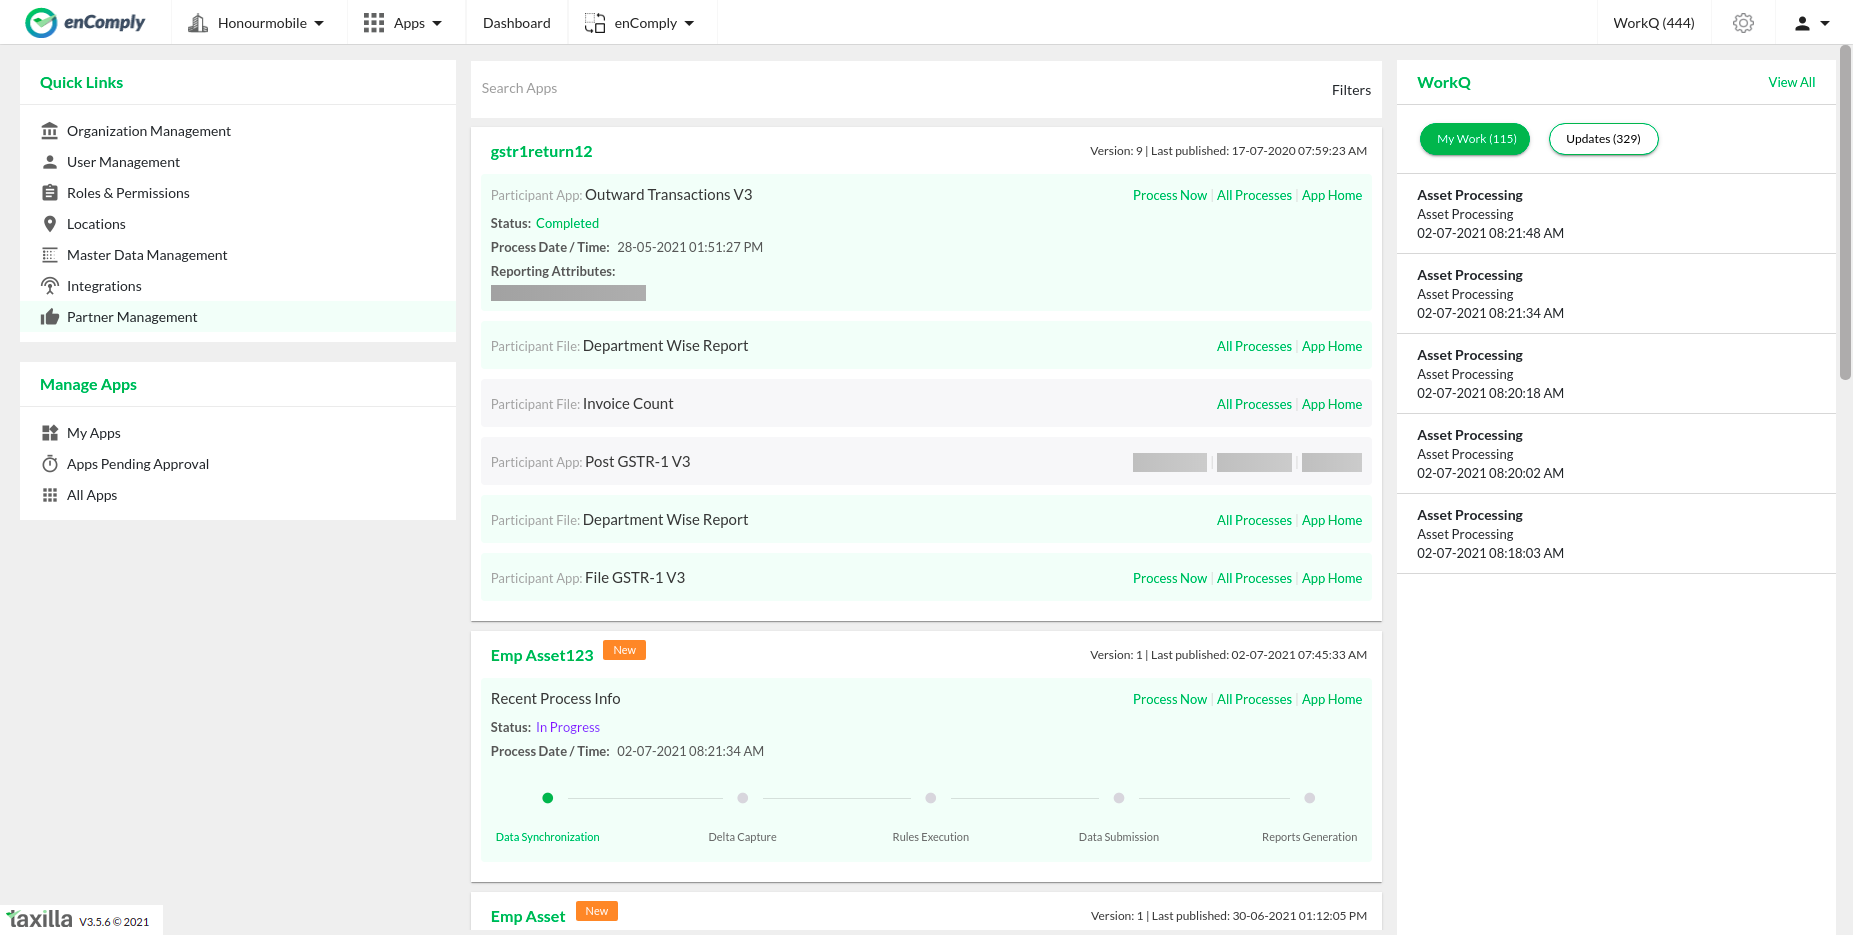 enComply
Honourmobile
Apps
Dashboard
enComply
WorkQ (444)
Quick Links
Organization Management
User Management
Roles & Permissions
Locations
Master Data Management
Integrations
Partner Management
Manage Apps
My Apps
Apps Pending Approval
All Apps
Search Apps
Filters
gstr1return12
Version: 9 | Last published: 17-07-2020 07:59:23 AM
Participant App: Outward Transactions V3
Process Now | All Processes | App Home
Status: Completed
Process Date / Time: 28-05-2021 01:51:27 PM
Reporting Attributes:
Participant File: Department Wise Report
All Processes | App Home
Participant File: Invoice Count
All Processes | App Home
Participant App: Post GSTR-1 V3
Participant File: Department Wise Report
All Processes | App Home
Participant App: File GSTR-1 V3
Process Now | All Processes | App Home
Emp Asset123 New
Version: 1 | Last published: 02-07-2021 07:45:33 AM
Recent Process Info
Process Now | All Processes | App Home
Status: In Progress
Process Date / Time: 02-07-2021 08:21:34 AM
Data Synchronization
Delta Capture
Rules Execution
Data Submission
Reports Generation
Emp Asset New
Version: 1 | Last published: 30-06-2021 01:12:05 PM
WorkQ
View All
My Work (115)
Updates (329)
Asset Processing
Asset Processing
02-07-2021 08:21:48 AM
Asset Processing
Asset Processing
02-07-2021 08:21:34 AM
Asset Processing
Asset Processing
02-07-2021 08:20:18 AM
Asset Processing
Asset Processing
02-07-2021 08:20:02 AM
Asset Processing
Asset Processing
02-07-2021 08:18:03 AM
taxilla V3.5.6 © 2021